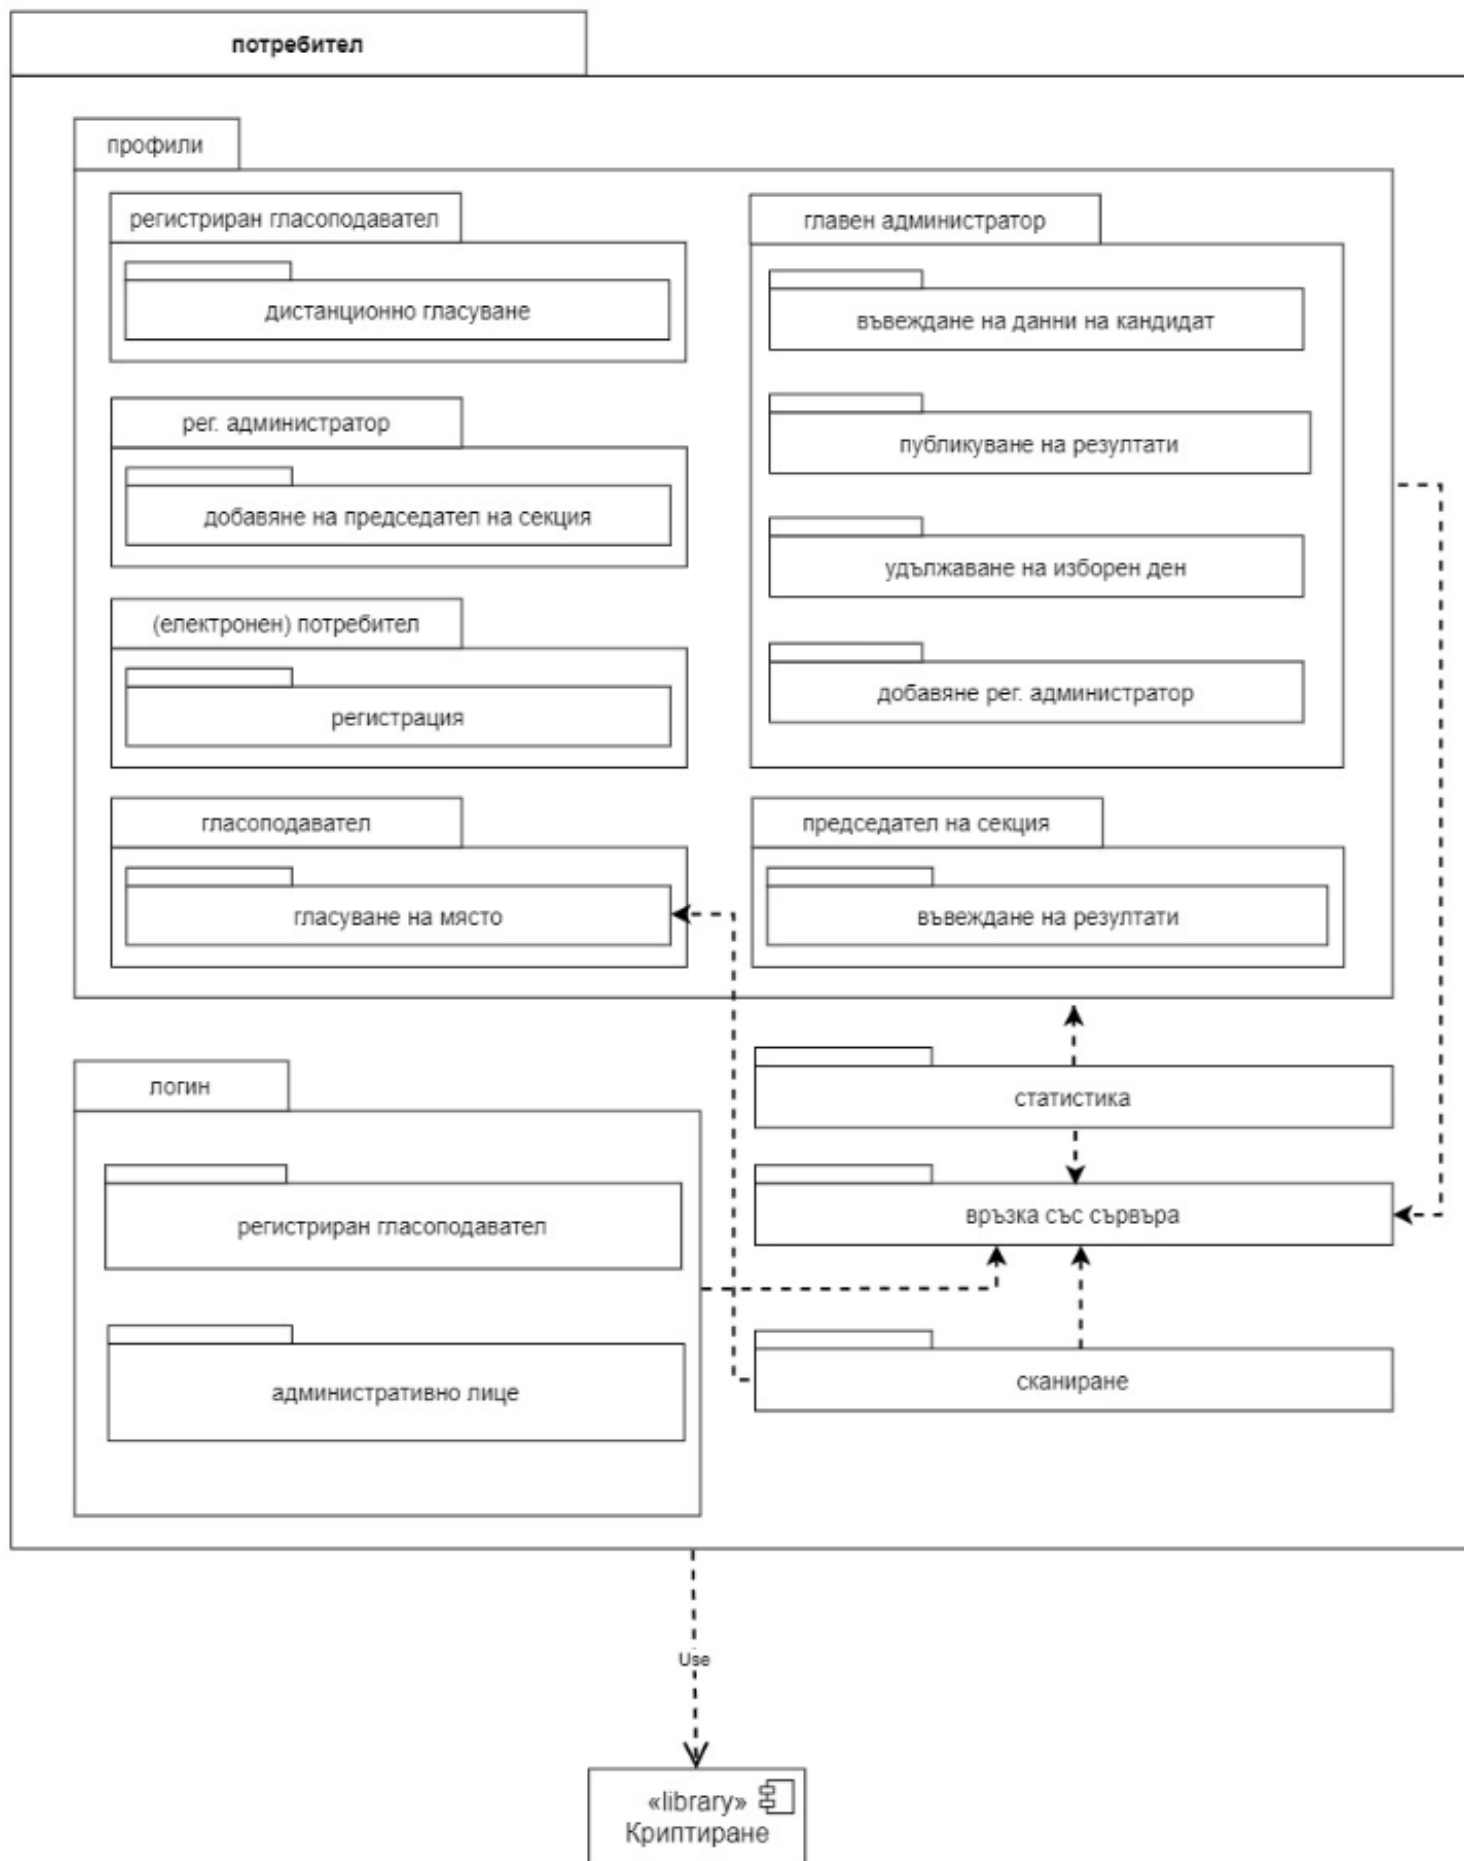 потребител
профили
регистриран гласоподавател
дистанционно гласуване
рег. администратор
добавяне на председател на секция
(електронен) потребител
регистрация
гласоподавател
гласуване на място
главен администратор
въвеждане на данни на кандидат
публикуване на резултати
удължаване на изборен ден
добавяне рег. администратор
председател на секция
въвеждане на резултати
логин
регистриран гласоподавател
административно лице
статистика
връзка със сървъра
сканиране
Use
«library»
Криптиране